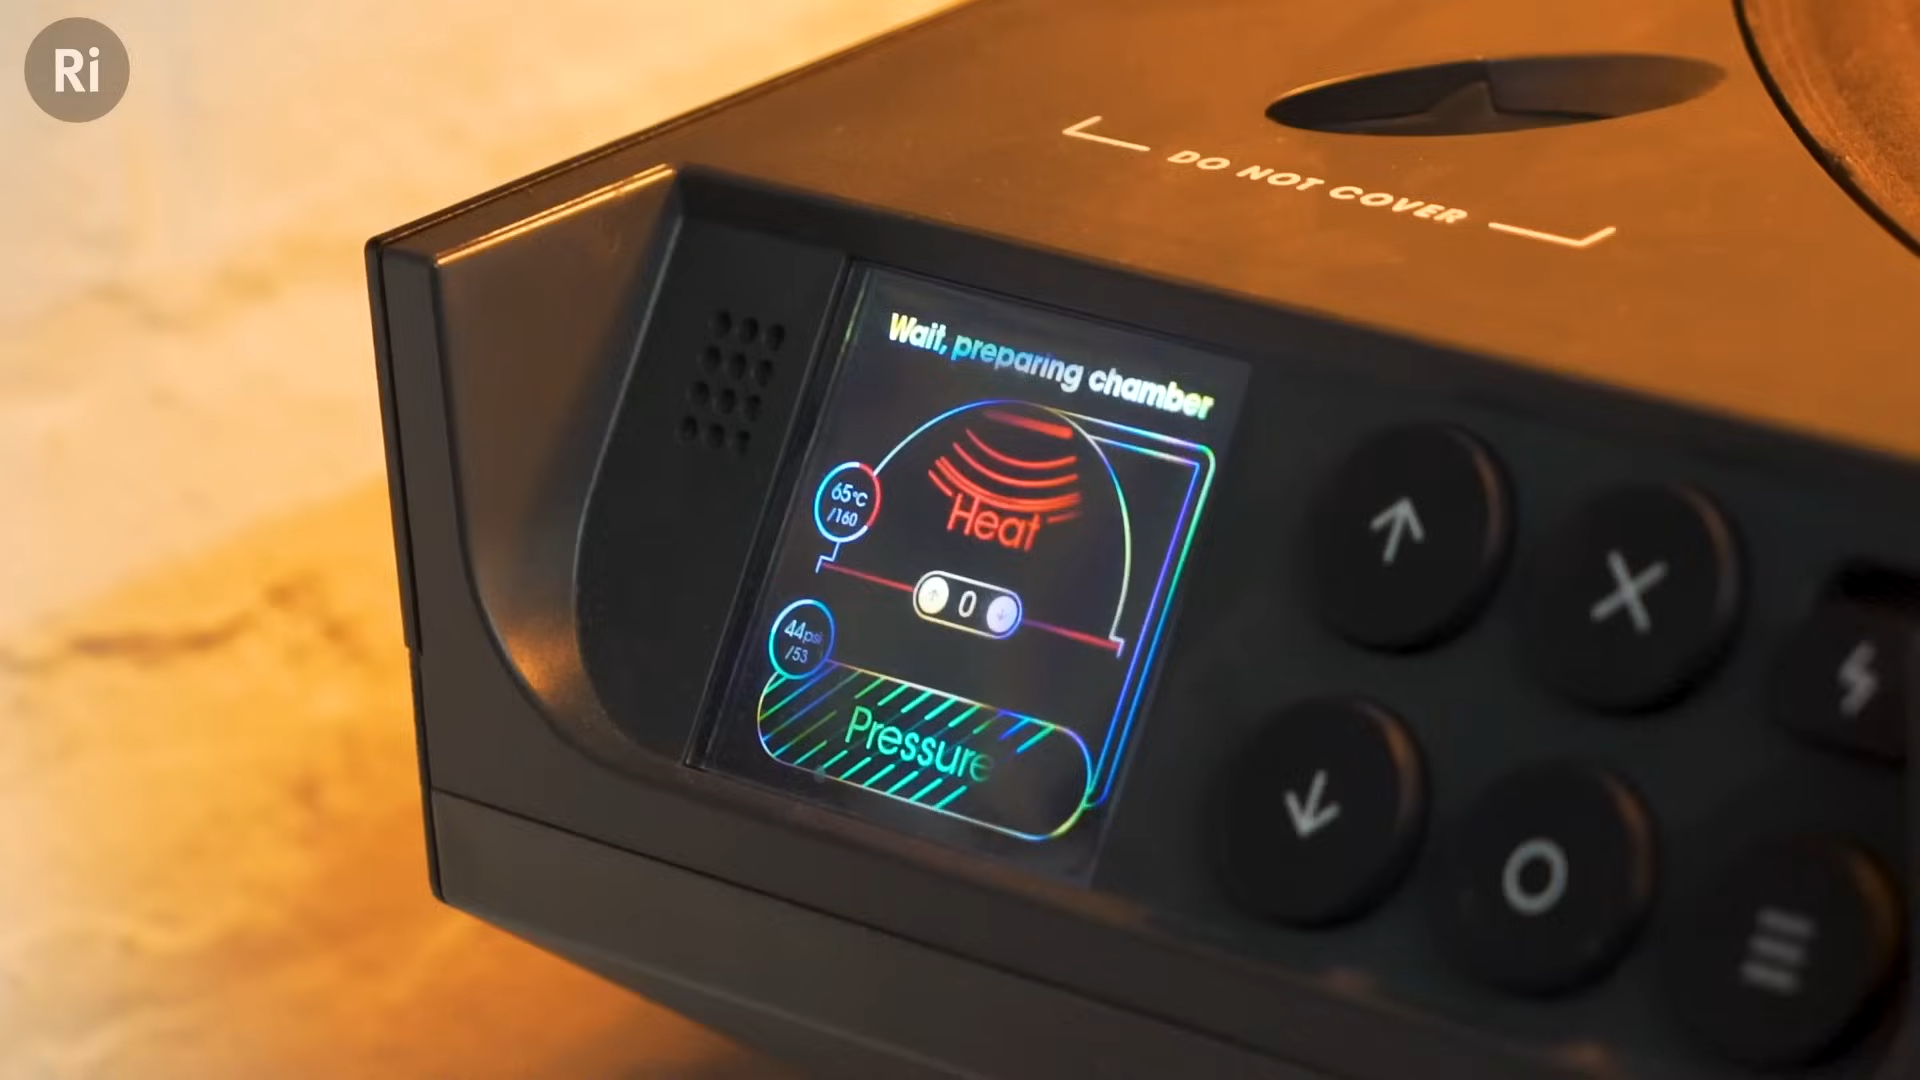 Ri
DO NOT COVER
Wait, preparing chamber
65°C
/160
Heat
0
44psi
/53
Pressure